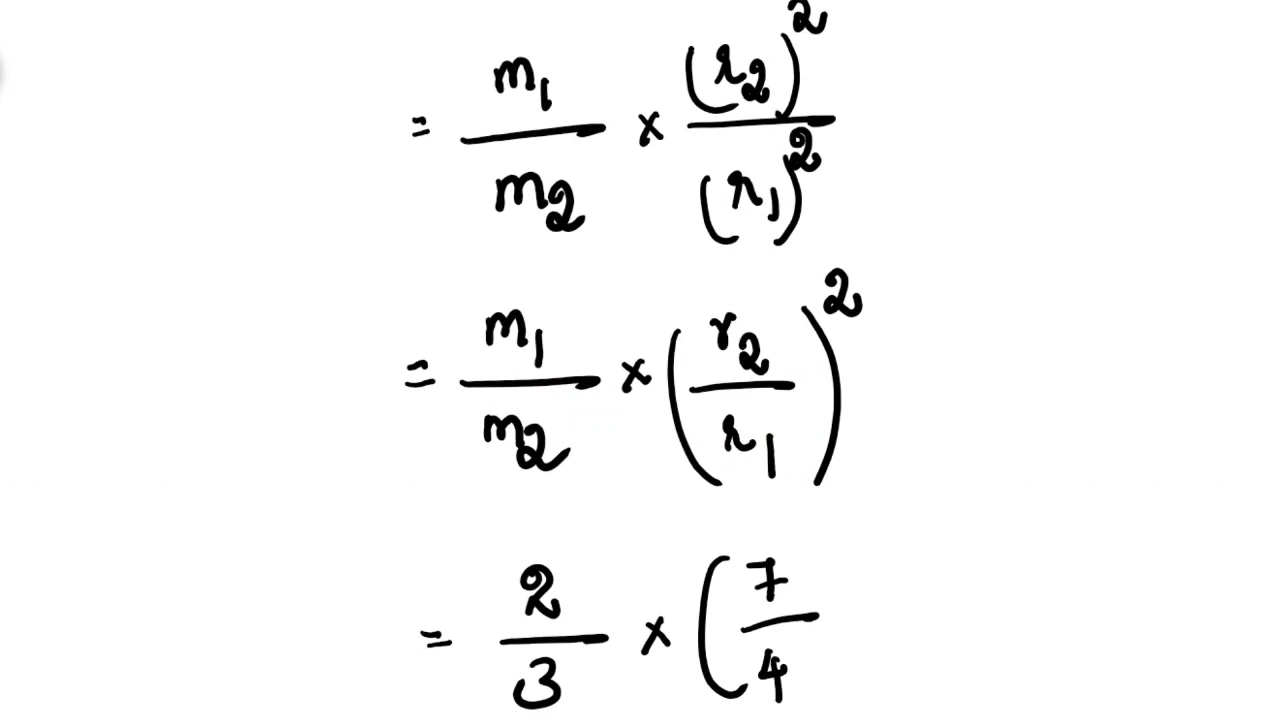 = m₁/m₂ × (r₂)²/(r₁)²
= m₁/m₂ × (r₂/r₁)²
= 2/3 × (7/4